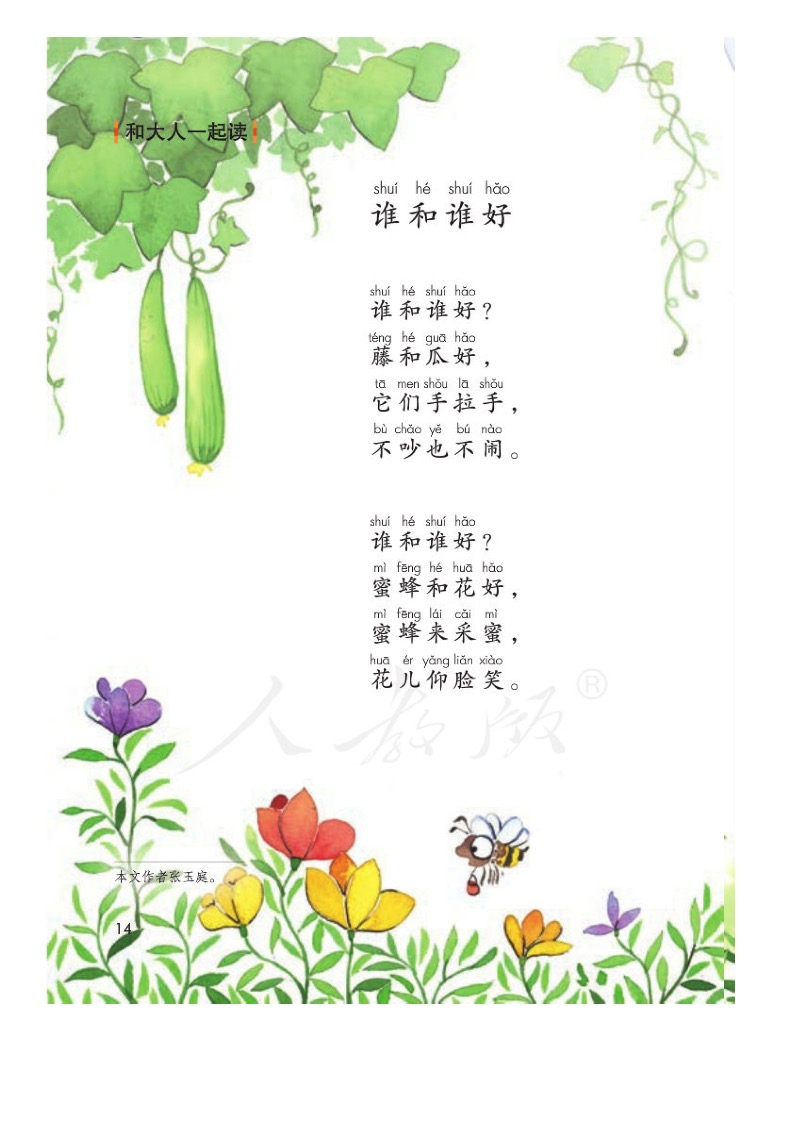 和大人一起读
shuí hé shuí hǎo
谁和谁好
shuí hé shuí hǎo
谁和谁好？
téng hé guā hǎo
藤和瓜好，
tā men shǒu lā shǒu
它们手拉手，
bù chǎo yě bú nào
不吵也不闹。
shuí hé shuí hǎo
谁和谁好？
mì fēng hé huā hǎo
蜜蜂和花好，
mì fēng lái cǎi mì
蜜蜂来采蜜，
huā ér yǎng liǎn xiào
花儿仰脸笑。
人教版®
本文作者张玉庭。
14